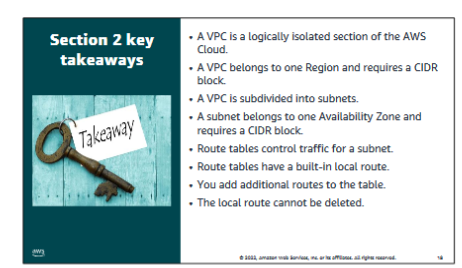 Section 2 key
takeaways
Takeaway
• A VPC is a logically isolated section of the AWS
Cloud.
• A VPC belongs to one Region and requires a CIDR
block.
• A VPC is subdivided into subnets.
• A subnet belongs to one Availability Zone and
requires a CIDR block.
• Route tables control traffic for a subnet.
• Route tables have a built-in local route.
• You add additional routes to the table.
• The local route cannot be deleted.
aws
© 2022, Amazon Web Services, Inc. or its affiliates. All rights reserved.